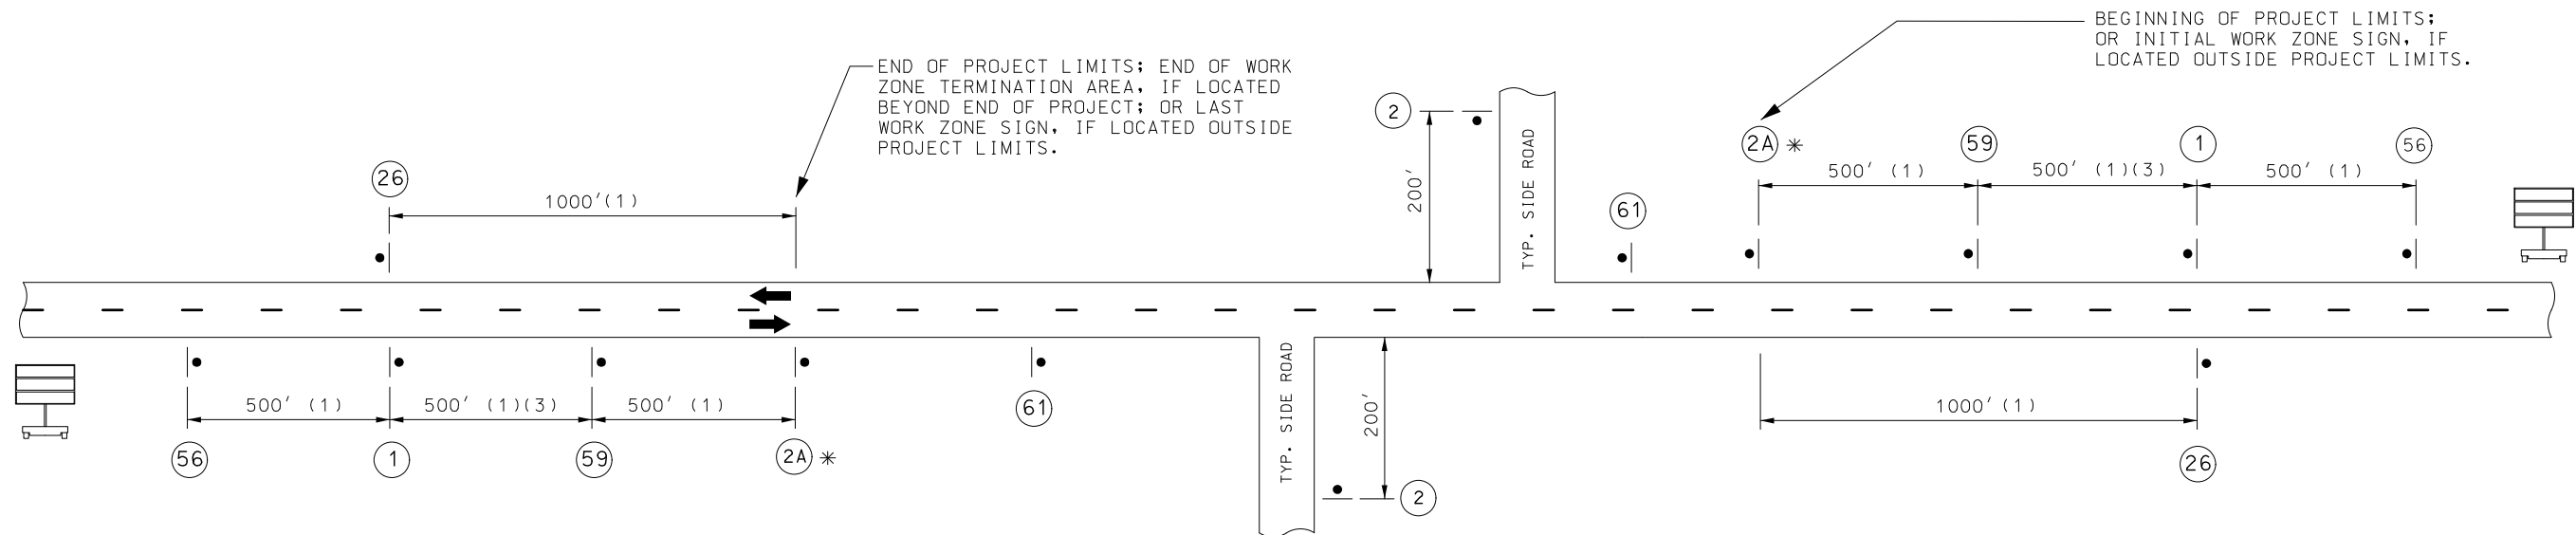 BEGINNING OF PROJECT LIMITS;
OR INITIAL WORK ZONE SIGN, IF
LOCATED OUTSIDE PROJECT LIMITS.
END OF PROJECT LIMITS; END OF WORK
ZONE TERMINATION AREA, IF LOCATED
BEYOND END OF PROJECT; OR LAST
WORK ZONE SIGN, IF LOCATED OUTSIDE
PROJECT LIMITS.
26
1000'(1)
2
200'
TYP. SIDE ROAD
61
2A *
59
1
56
500' (1)
500' (1)(3)
500' (1)
500' (1)
500' (1)(3)
500' (1)
56
1
59
2A *
61
TYP. SIDE ROAD
200'
2
1000' (1)
26